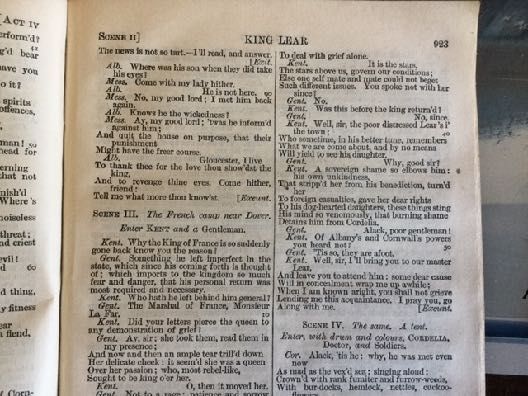 [ACT IV
SCENE II]
KING LEAR
923
The news is not so tart.—I'll read, and answer.
[Exit.
Alb. Where was his son when they did take
his eyes?
Mess. Come with my lady hither.
Alb. He is not here. 90
Mess. No, my good lord; I met him back
again.
Alb. Knows he the wickedness?
Mess. Ay, my good lord; 'twas he inform'd
against him;
And quit the house on purpose, that their
punishment
Might have the freer course.
Alb. Gloucester, I live
To thank thee for the love thou show'dst the
king,
And to revenge thine eyes. Come hither,
friend:
Tell me what more thou know'st. [Exeunt.
SCENE III. The French camp near Dover.
Enter KENT and a Gentleman.
Kent. Why the King of France is so suddenly
gone back know you the reason?
Gent. Something he left imperfect in the
state, which since his coming forth is thought
of; which imports to the kingdom so much
fear and danger, that his personal return was
most required and necessary.
Kent. Who hath he left behind him general?
Gent. The Marshal of France, Monsieur
La Far. 10
Kent. Did your letters pierce the queen to
any demonstration of grief?
Gent. Ay, sir; she took them, read them in
my presence;
And now and then an ample tear trill'd down
Her delicate cheek: it seem'd she was a queen
Over her passion; who, most rebel-like,
Sought to be king o'er her.
Kent. O, then it moved her.
Gent. Not to a rage: patience and sorrow
To deal with grief alone.
Kent. It is the stars,
The stars above us, govern our conditions;
Else one self mate and mate could not beget
Such different issues. You spoke not with her
since?
Gent. No.
Kent. Was this before the king return'd?
Gent. No, since.
Kent. Well, sir, the poor distressed Lear's i'
the town;
Who sometime, in his better tune, remembers
What we are come about, and by no means
Will yield to see his daughter.
Gent. Why, good sir?
Kent. A sovereign shame so elbows him:
his own unkindness,
That stripp'd her from his benediction, turn'd
her
To foreign casualties, gave her dear rights
To his dog-hearted daughters, these things sting
His mind so venomously, that burning shame
Detains him from Cordelia.
Gent. Alack, poor gentleman!
Kent. Of Albany's and Cornwall's powers
you heard not? 50
Gent. 'Tis so, they are afoot.
Kent. Well, sir, I'll bring you to our master
Lear,
And leave you to attend him: some dear cause
Will in concealment wrap me up awhile;
When I am known aright, you shall not grieve
Lending me this acquaintance. I pray you, go
Along with me. [Exeunt.
SCENE IV. The same. A tent.
Enter, with drum and colours, CORDELIA,
Doctor, and Soldiers.
Cor. Alack, 'tis he: why, he was met even
now
As mad as the vex'd sea; singing aloud;
Crown'd with rank fumiter and furrow-weeds,
With bur-docks, hemlock, nettles, cuckoo-